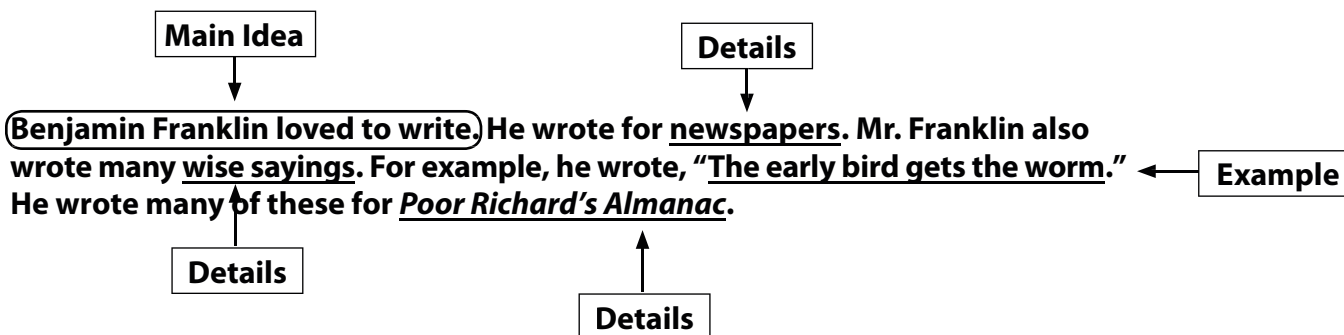 Main Idea
Details
Benjamin Franklin loved to write. He wrote for newspapers. Mr. Franklin also
wrote many wise sayings. For example, he wrote, “The early bird gets the worm.”
Example
He wrote many of these for Poor Richard’s Almanac.
Details
Details